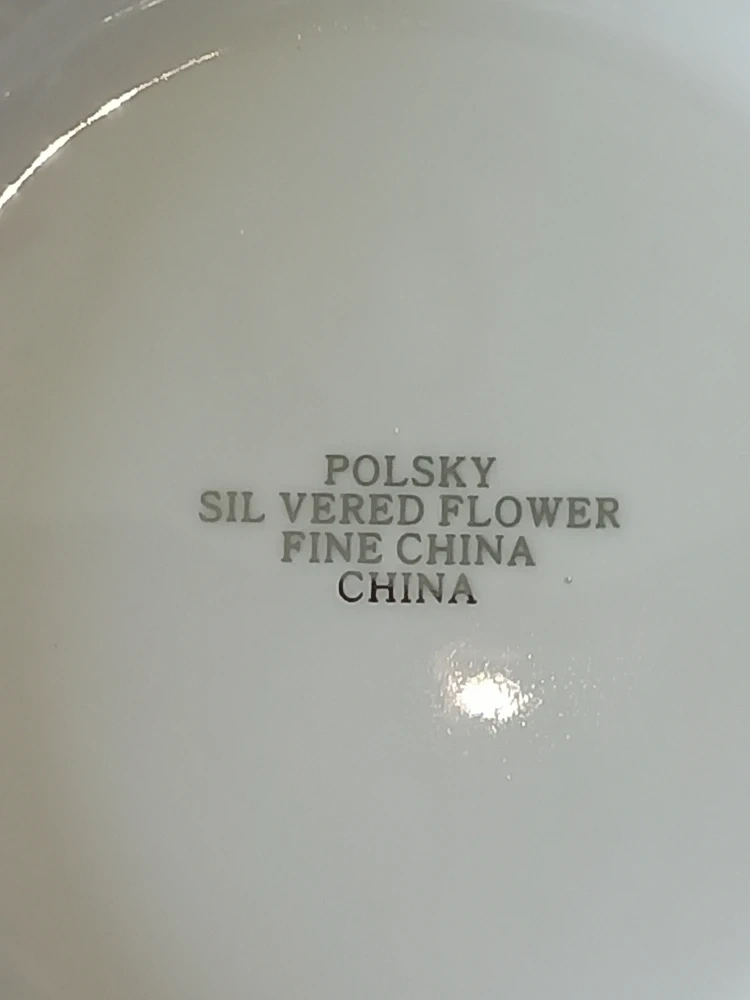 POLSKY
SIL VERED FLOWER
FINE CHINA
CHINA